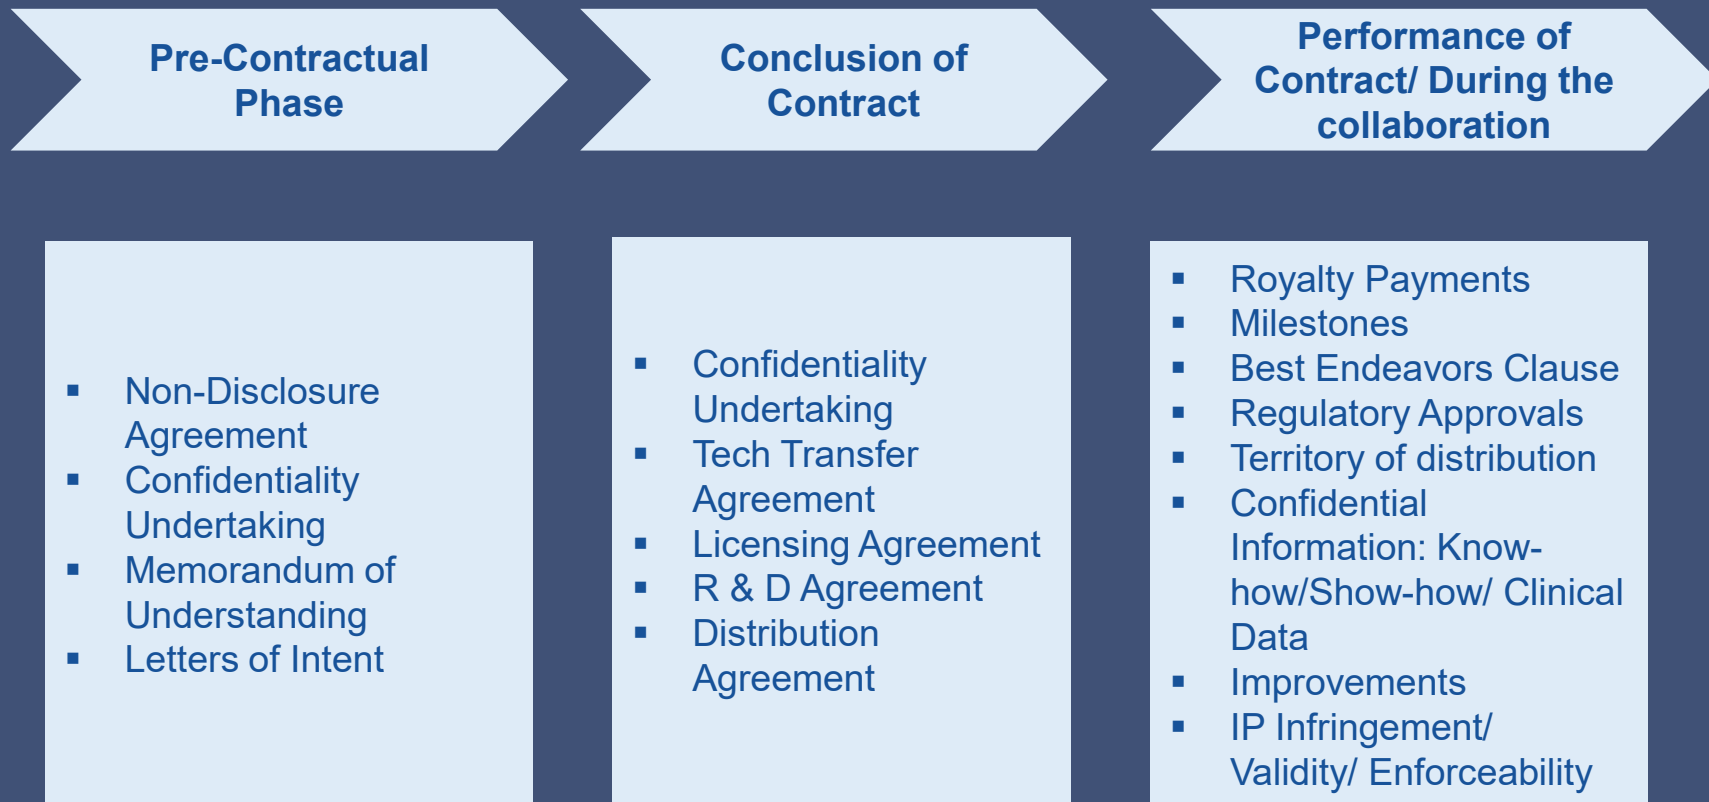 Pre-Contractual
Phase
Conclusion of
Contract
Performance of
Contract/ During the
collaboration
▪ Non-Disclosure
Agreement
▪ Confidentiality
Undertaking
▪ Memorandum of
Understanding
▪ Letters of Intent
▪ Confidentiality
Undertaking
▪ Tech Transfer
Agreement
▪ Licensing Agreement
▪ R & D Agreement
▪ Distribution
Agreement
▪ Royalty Payments
▪ Milestones
▪ Best Endeavors Clause
▪ Regulatory Approvals
▪ Territory of distribution
▪ Confidential
Information: Know-
how/Show-how/ Clinical
Data
▪ Improvements
▪ IP Infringement/
Validity/ Enforceability